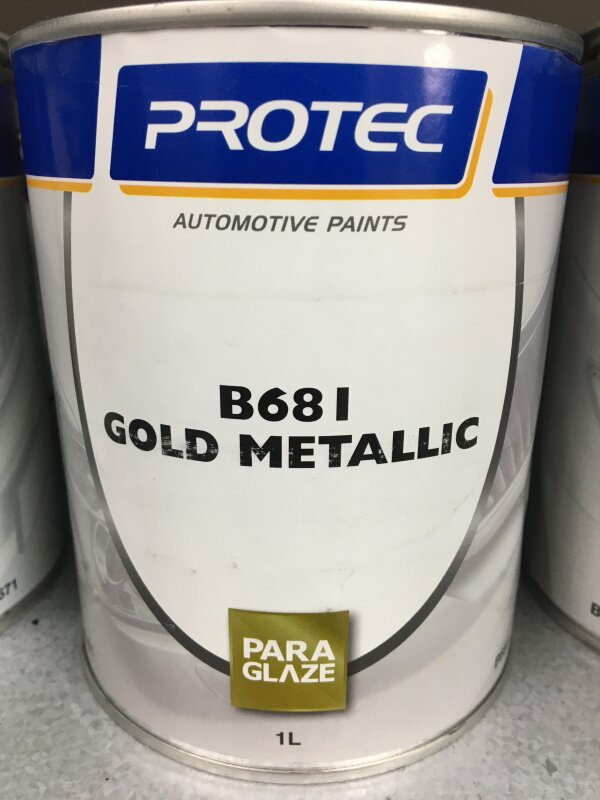 PROTEC
AUTOMOTIVE PAINTS
B681
GOLD METALLIC
PARA
GLAZE
1L